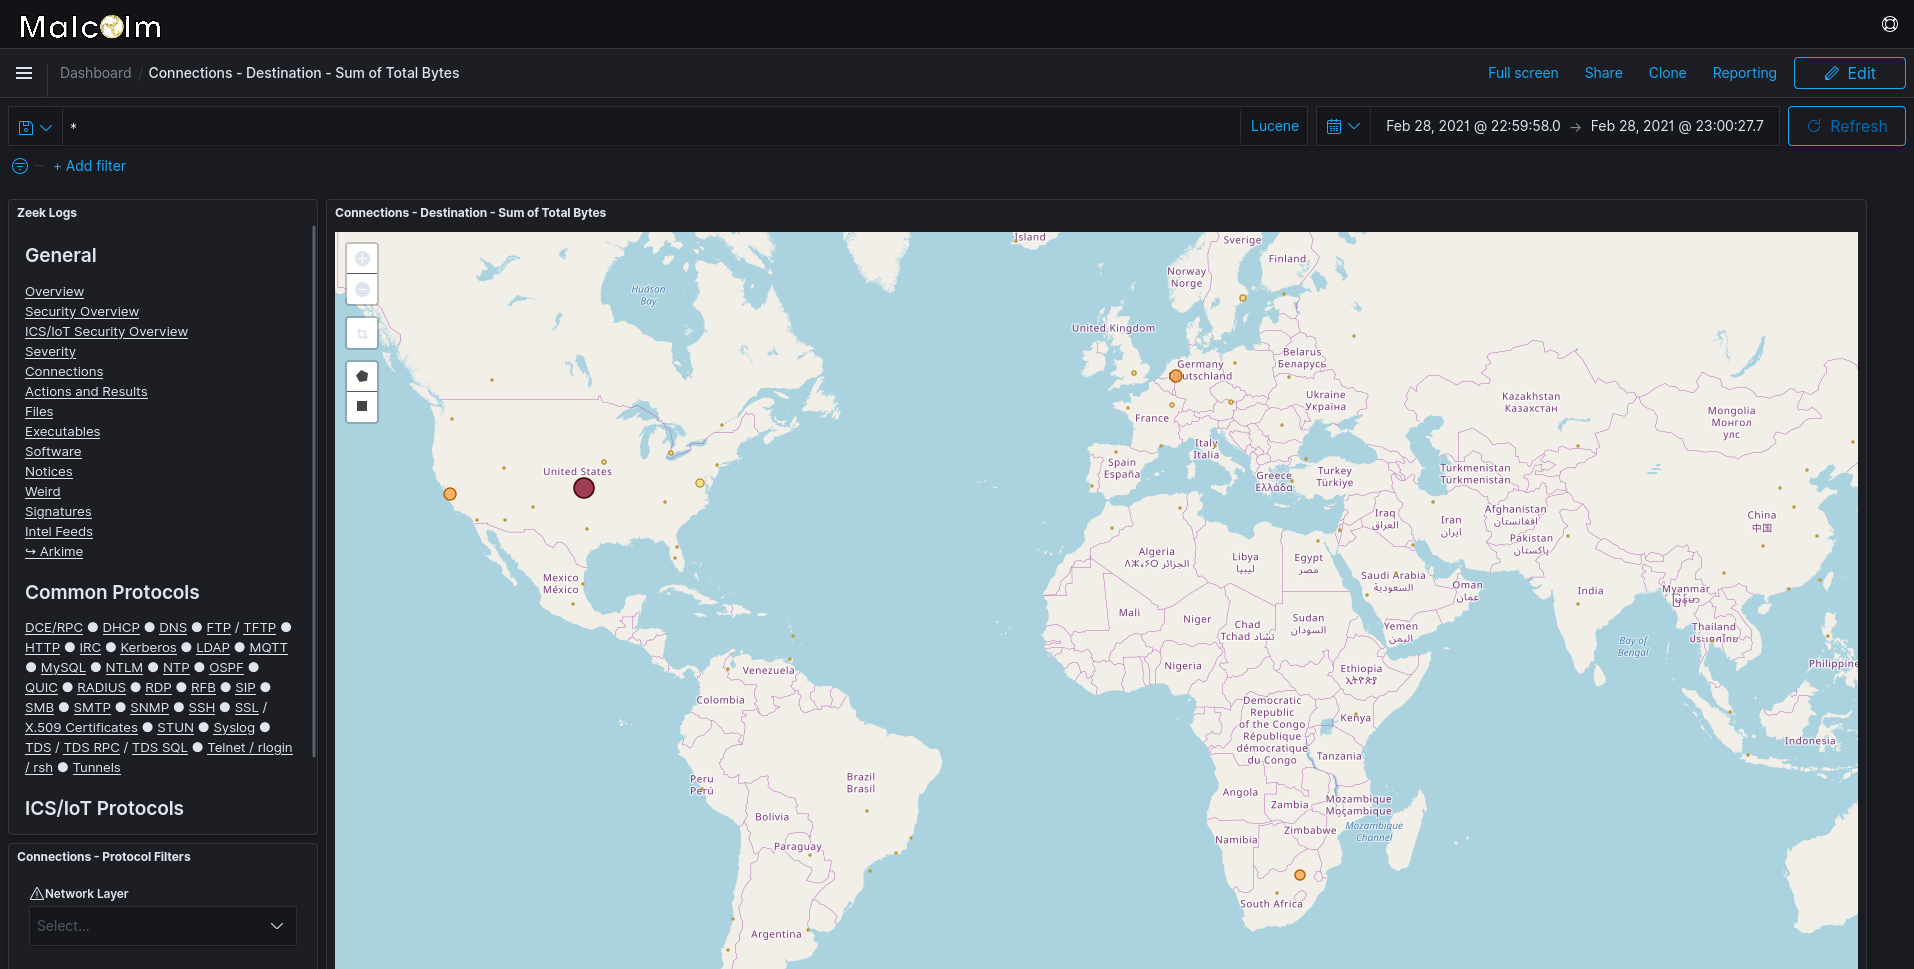 Malcolm
Dashboard / Connections - Destination - Sum of Total Bytes
Full screen Share Clone Reporting Edit
*
Lucene
Feb 28, 2021 @ 22:59:58.0 → Feb 28, 2021 @ 23:00:27.7
Refresh
+ Add filter
Zeek Logs
General
Overview
Security Overview
ICS/IoT Security Overview
Severity
Connections
Actions and Results
Files
Executables
Software
Notices
Weird
Signatures
Intel Feeds
↪ Arkime
Common Protocols
DCE/RPC ● DHCP ● DNS ● FTP / TFTP ●
HTTP ● IRC ● Kerberos ● LDAP ● MQTT
● MySQL ● NTLM ● NTP ● OSPF ●
QUIC ● RADIUS ● RDP ● RFB ● SIP ●
SMB ● SMTP ● SNMP ● SSH ● SSL /
X.509 Certificates ● STUN ● Syslog ●
TDS / TDS RPC / TDS SQL ● Telnet / rlogin
/ rsh ● Tunnels
ICS/IoT Protocols
Connections - Protocol Filters
Network Layer
Select...
Connections - Destination - Sum of Total Bytes
Ísland
Sverige
Finland
Norway
Norge
Hudson
Bay
United Kingdom
Belarus
Беларусь
Germany
Deutschland
Ukraine
Україна
France
Kazakhstan
Казахстан
Mongolia
Монгол
улс
Italy
Italia
Spain
España
Greece
Ελλάδα
Turkey
Türkiye
Turkmenistan
Türkmenistan
United States
China
中国
Iraq
العراق
Iran
ایران
Afghanistan
افغانستان
Pakistan
پاکستان
Algeria
ⵍⵣⵣⴰⵢⴻⵔ الجزائر
Libya
ليبيا
Egypt
مصر
Saudi Arabia
السعودية
Oman
عمان
India
Myanmar
မြန်မာ
Mexico
México
Mali
Niger
Chad
Tchad تشاد
Sudan
السودان
Yemen
اليمن
Thailand
ประเทศไทย
Bay of
Bengal
Philippine
Nigeria
Ethiopia
ኢትዮጵያ
Venezuela
Colombia
Democratic
Republic
of the Congo
République
démocratique
du Congo
Kenya
Tanzania
Indonesia
Peru
Perú
Brazil
Brasil
Angola
Zambia
Mozambique
Moçambique
Bolivia
Zimbabwe
Mozambique
Channel
Namibia
Paraguay
South Africa
Argentina